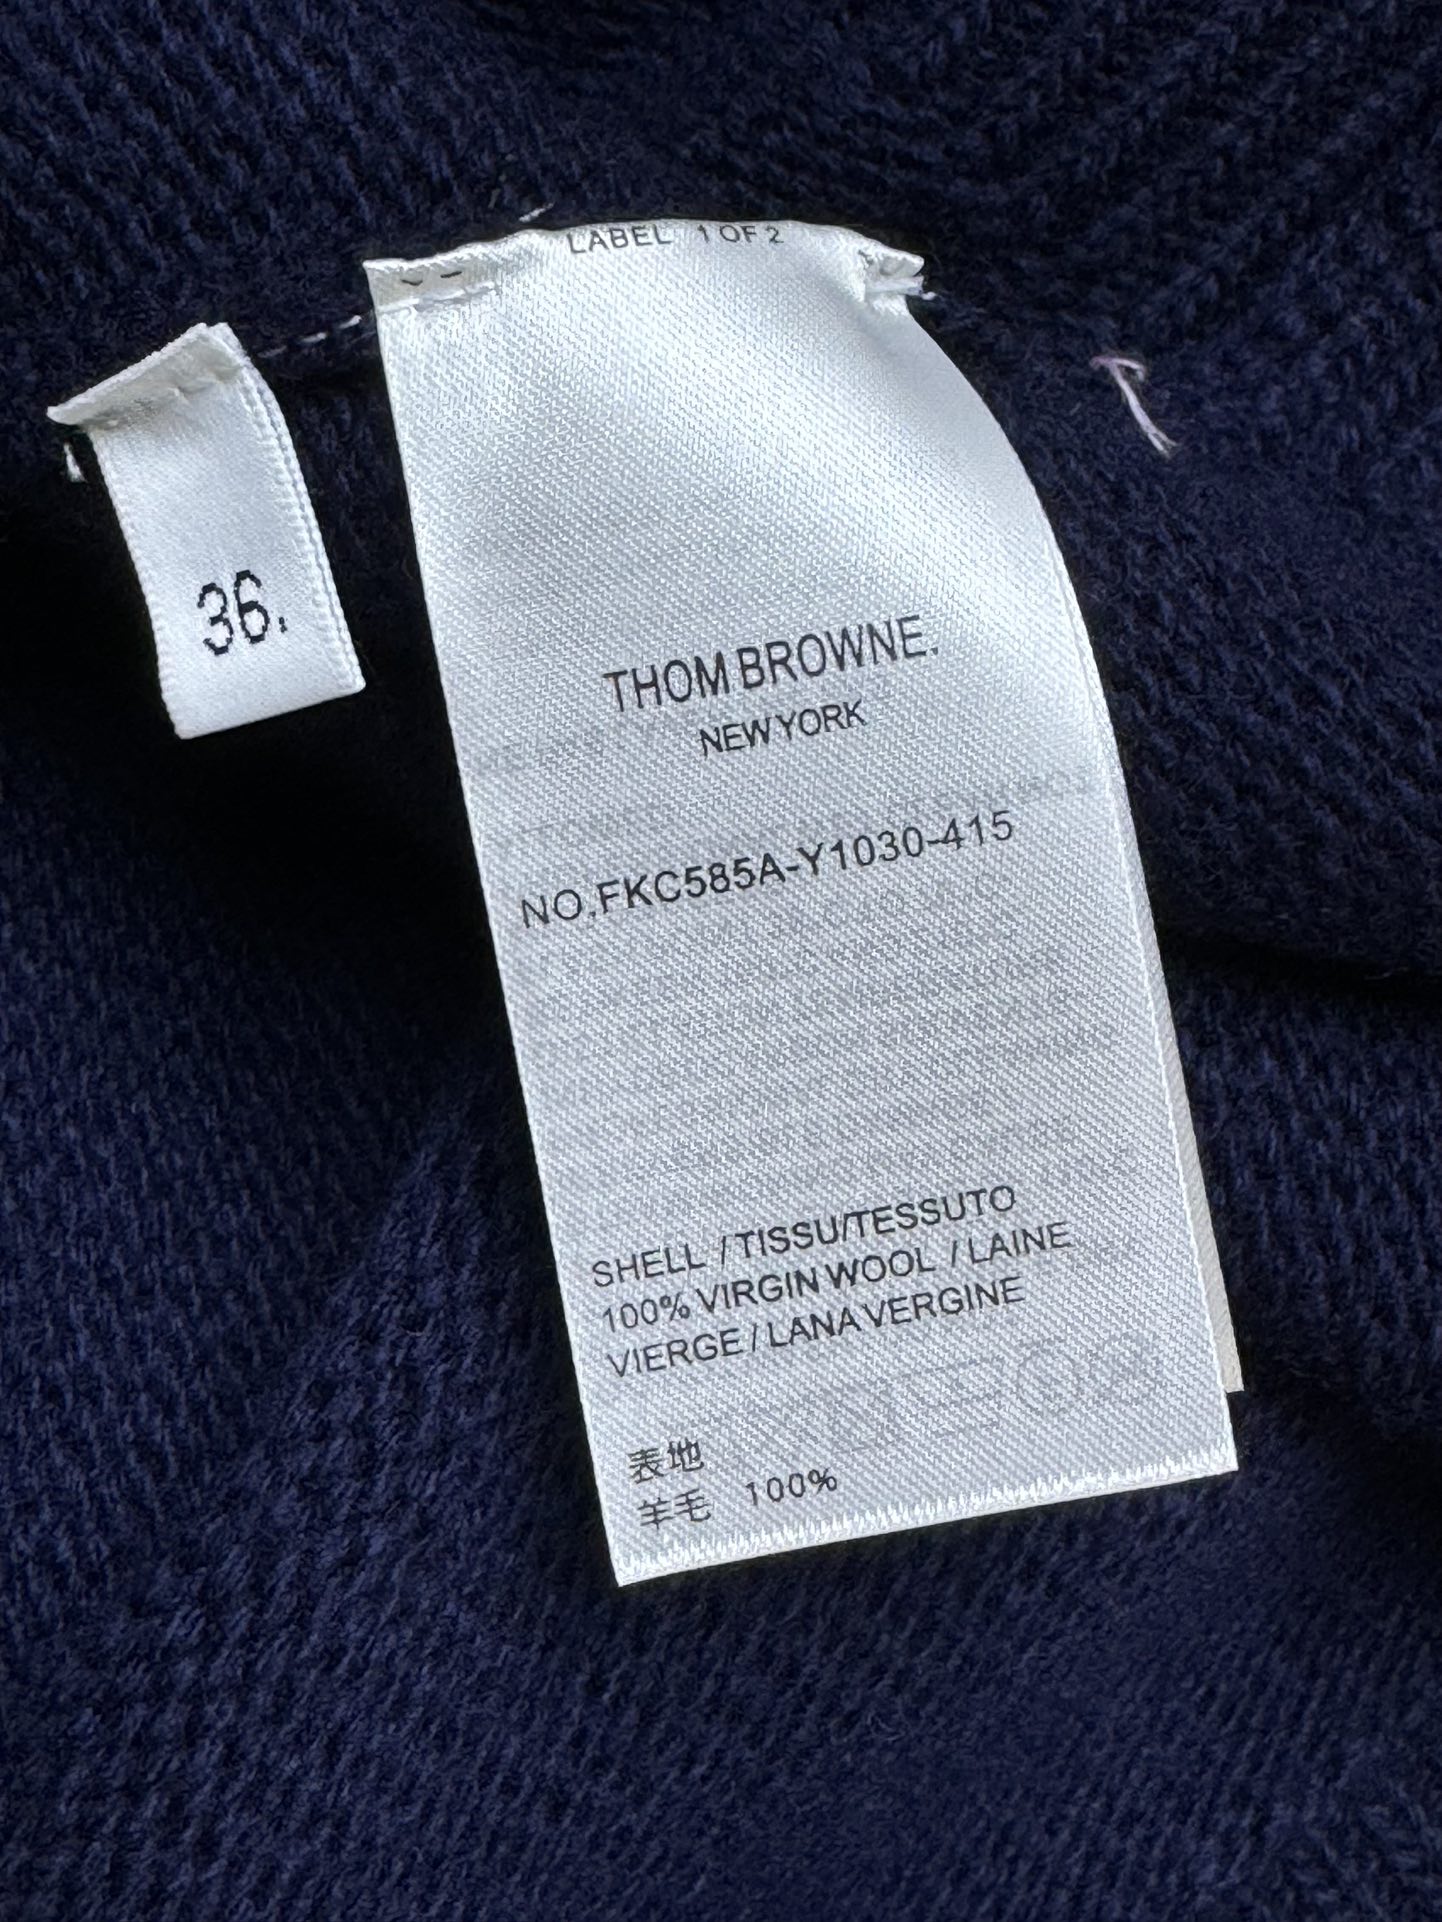 LABEL 1 OF 2
36.
THOM BROWNE.
NEW YORK
NO.FKC585A-Y1030-415
SHELL / TISSU/TESSUTO
100% VIRGIN WOOL / LAINE
VIERGE / LANA VERGINE
表地
羊毛 100%